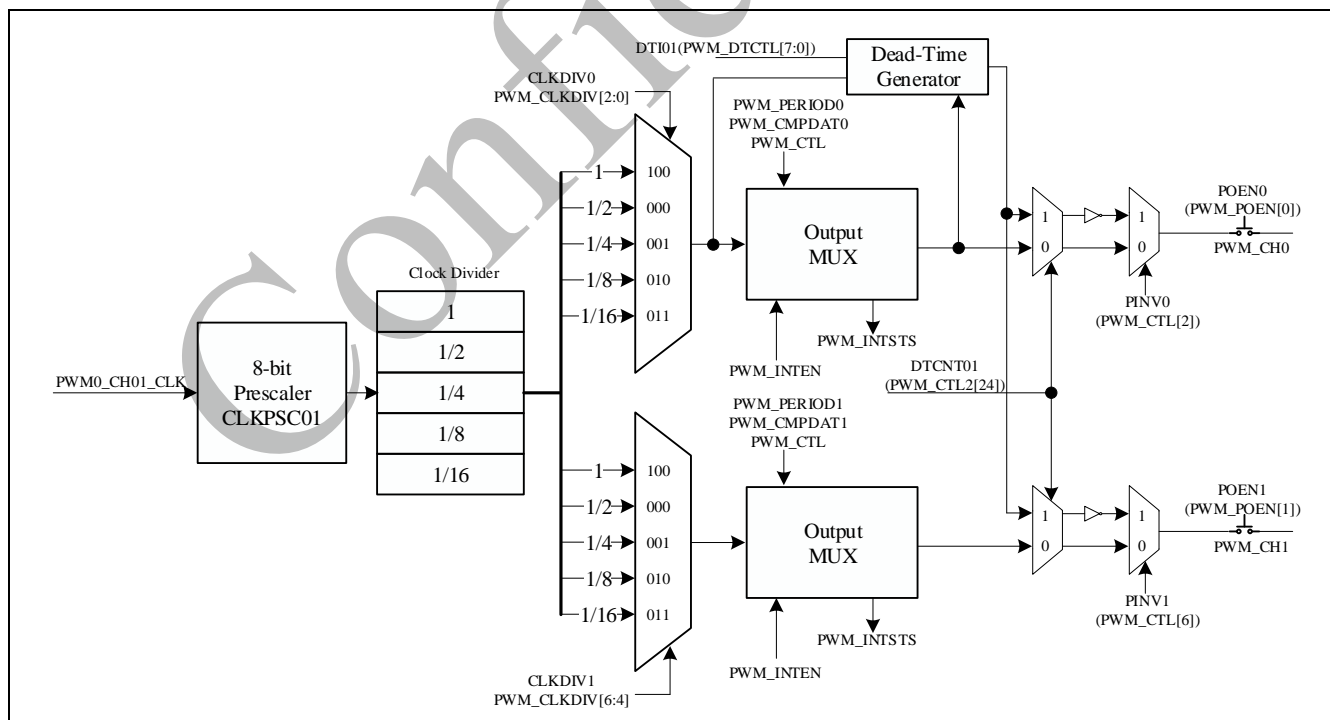 Confid
DTI01(PWM_DTCTL[7:0])
Dead-Time
Generator
CLKDIV0
PWM_CLKDIV[2:0]
PWM_PERIOD0
PWM_CMPDAT0
PWM_CTL
1
100
1/2
000
1/4
001
1/8
010
1/16
011
Output
MUX
PWM_INTEN
PWM_INTSTS
1
0
1
0
POEN0
(PWM_POEN[0])
PWM_CH0
PINV0
(PWM_CTL[2])
Clock Divider
1
1/2
1/4
1/8
1/16
PWM0_CH01_CLK
8-bit
Prescaler
CLKPSC01
DTCNT01
(PWM_CTL2[24])
PWM_PERIOD1
PWM_CMPDAT1
PWM_CTL
1
100
1/2
000
1/4
001
1/8
010
1/16
011
Output
MUX
PWM_INTEN
PWM_INTSTS
1
0
1
0
POEN1
(PWM_POEN[1])
PWM_CH1
PINV1
(PWM_CTL[6])
CLKDIV1
PWM_CLKDIV[6:4]